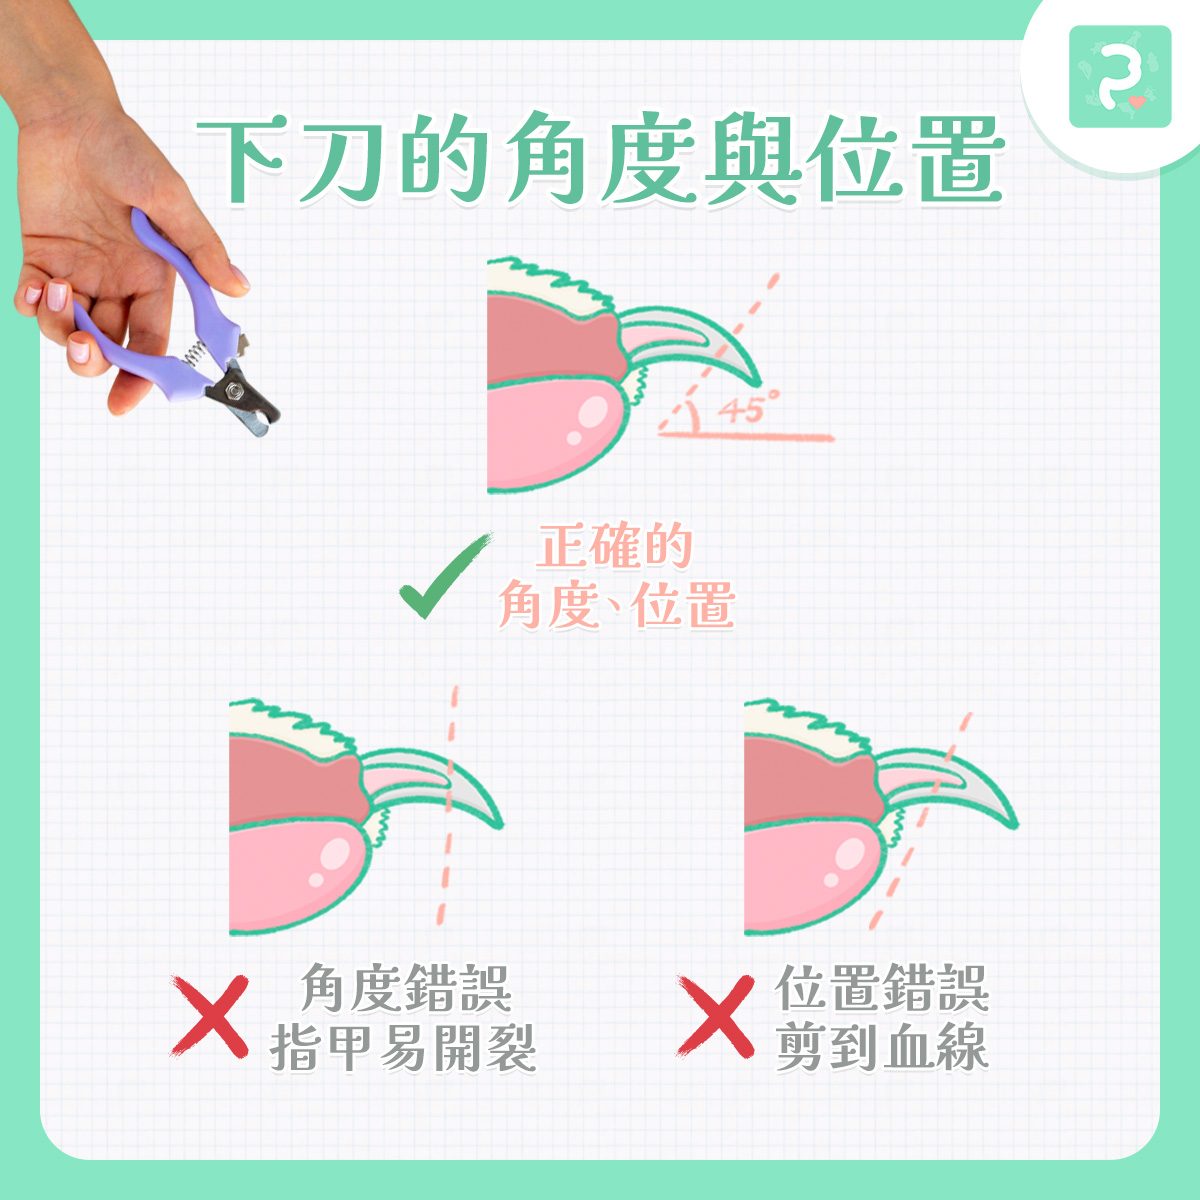 下刀的角度與位置
45°
正確的
角度、位置
角度錯誤
指甲易開裂
位置錯誤
剪到血線